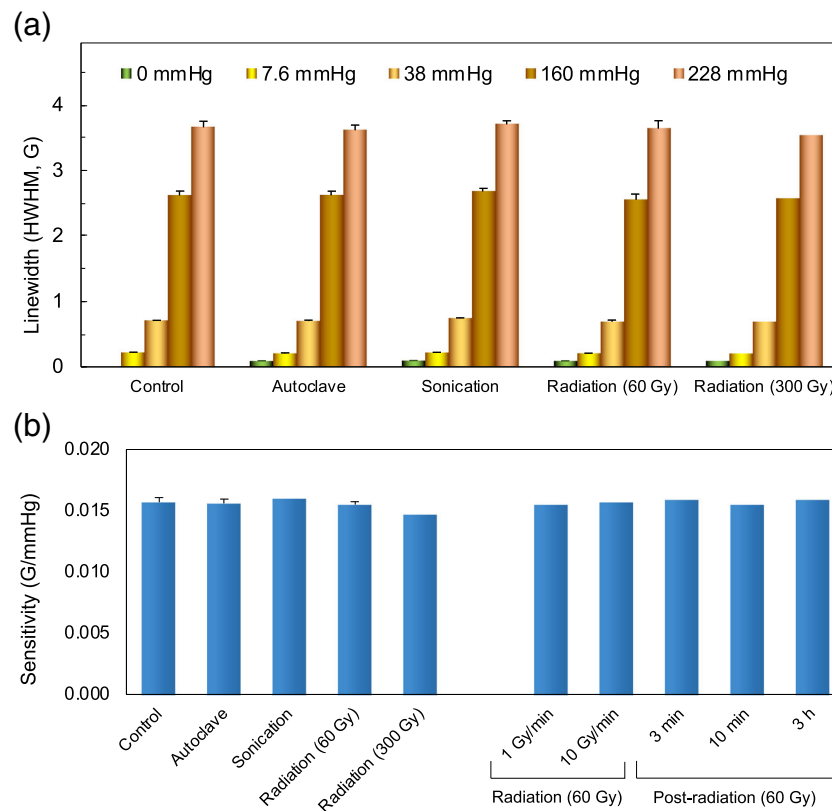 (a)
0 mmHg 7.6 mmHg 38 mmHg 160 mmHg 228 mmHg
Linewidth (HWHM, G)
4
3
2
1
0
Control Autoclave Sonication Radiation (60 Gy) Radiation (300 Gy)
(b)
Sensitivity (G/mmHg)
0.020
0.015
0.010
0.005
0.000
Control Autoclave Sonication Radiation (60 Gy) Radiation (300 Gy) 1 Gy/min 10 Gy/min 3 min 10 min 3 h
Radiation (60 Gy) Post-radiation (60 Gy)